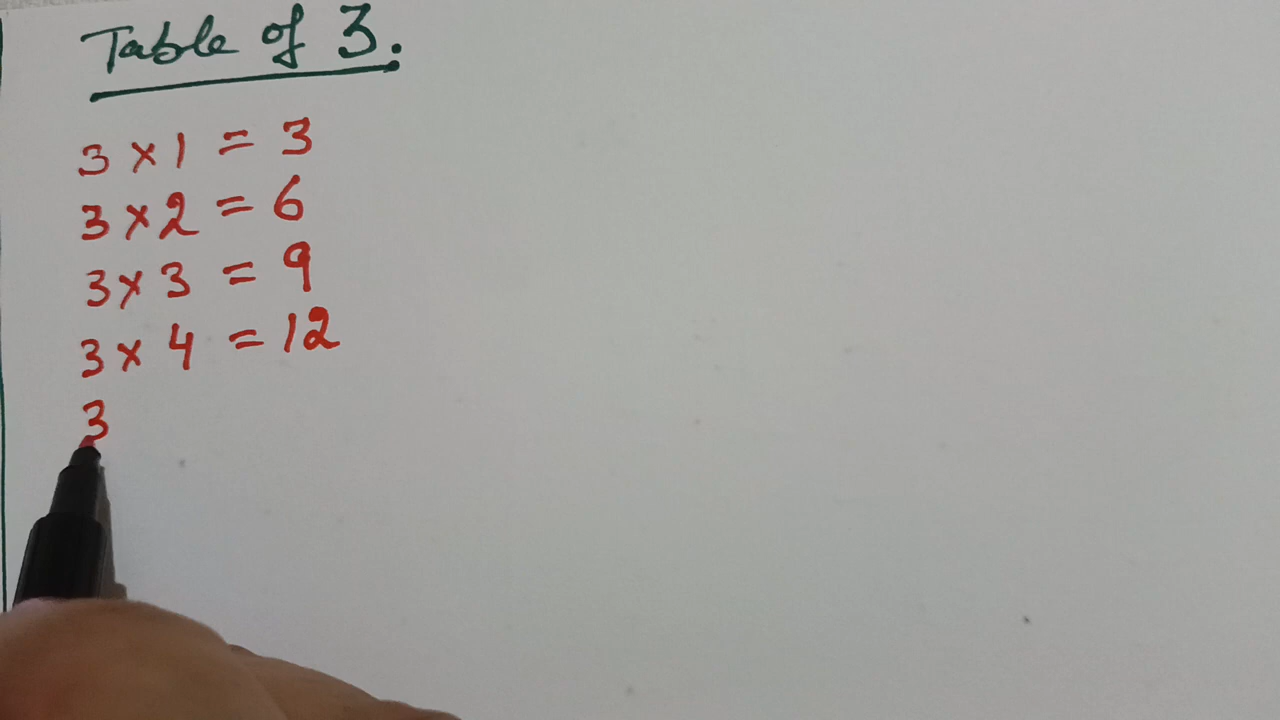 Table of 3.
3 × 1 = 3
3 × 2 = 6
3 × 3 = 9
3 × 4 = 12
3